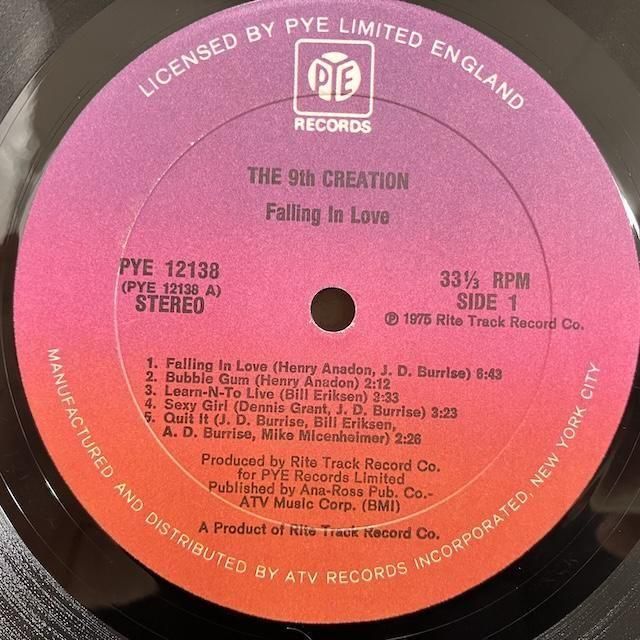 LICENSED BY PYE LIMITED ENGLAND
PYE
RECORDS
THE 9th CREATION
Falling In Love
PYE 12138
(PYE 12138 A)
STEREO
33⅓ RPM
SIDE 1
℗ 1975 Rite Track Record Co.
1. Falling In Love (Henry Anadon, J. D. Burrise) 6:43
2. Bubble Gum (Henry Anadon) 2:12
3. Learn-N-To Live (Bill Eriksen) 3:33
4. Sexy Girl (Dennis Grant, J. D. Burrise) 3:23
5. Quit It (J. D. Burrise, Bill Eriksen,
A. D. Burrise, Mike Micenheimer) 2:26
Produced by Rite Track Record Co.
for PYE Records Limited
Published by Ana-Ross Pub. Co.-
ATV Music Corp. (BMI)
A Product of Rite Track Record Co.
MANUFACTURED AND DISTRIBUTED BY ATV RECORDS INCORPORATED, NEW YORK CITY